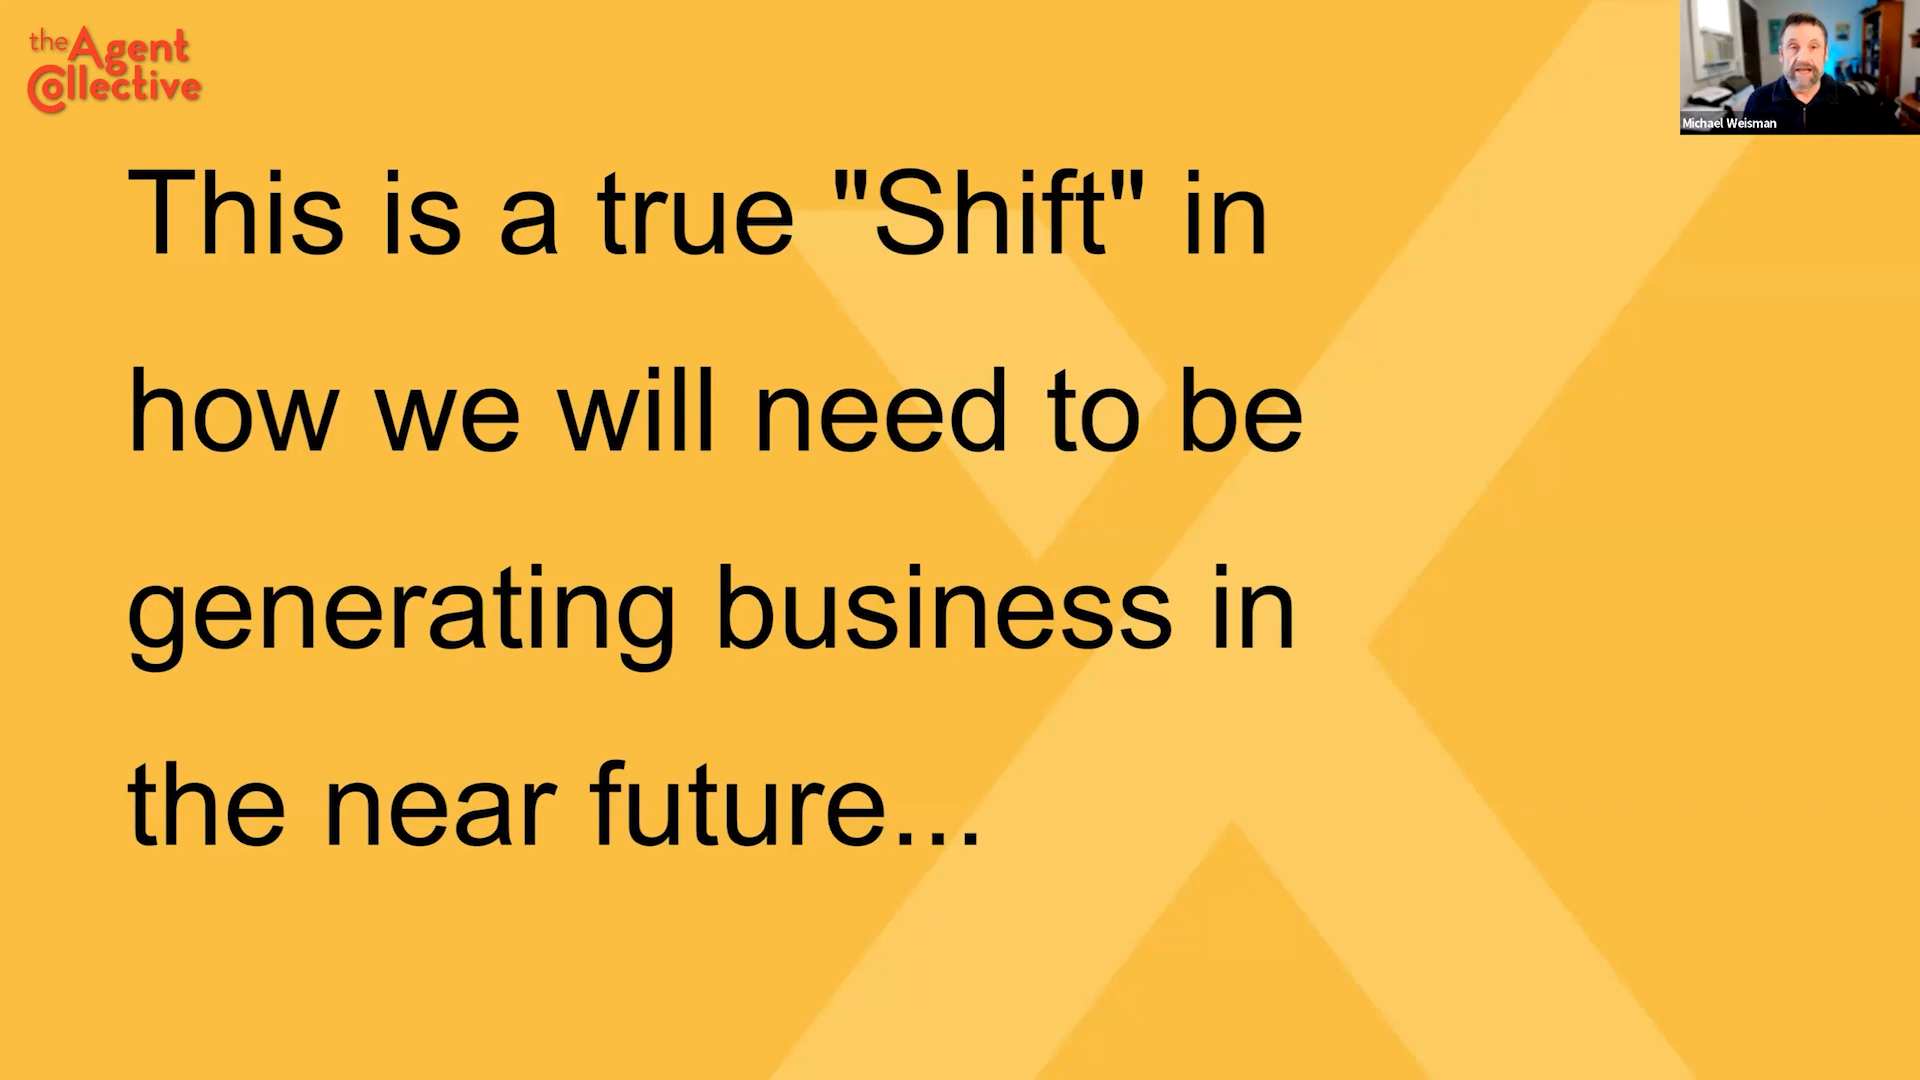 the Agent
Collective
Michael Weisman
This is a true "Shift" in
how we will need to be
generating business in
the near future...